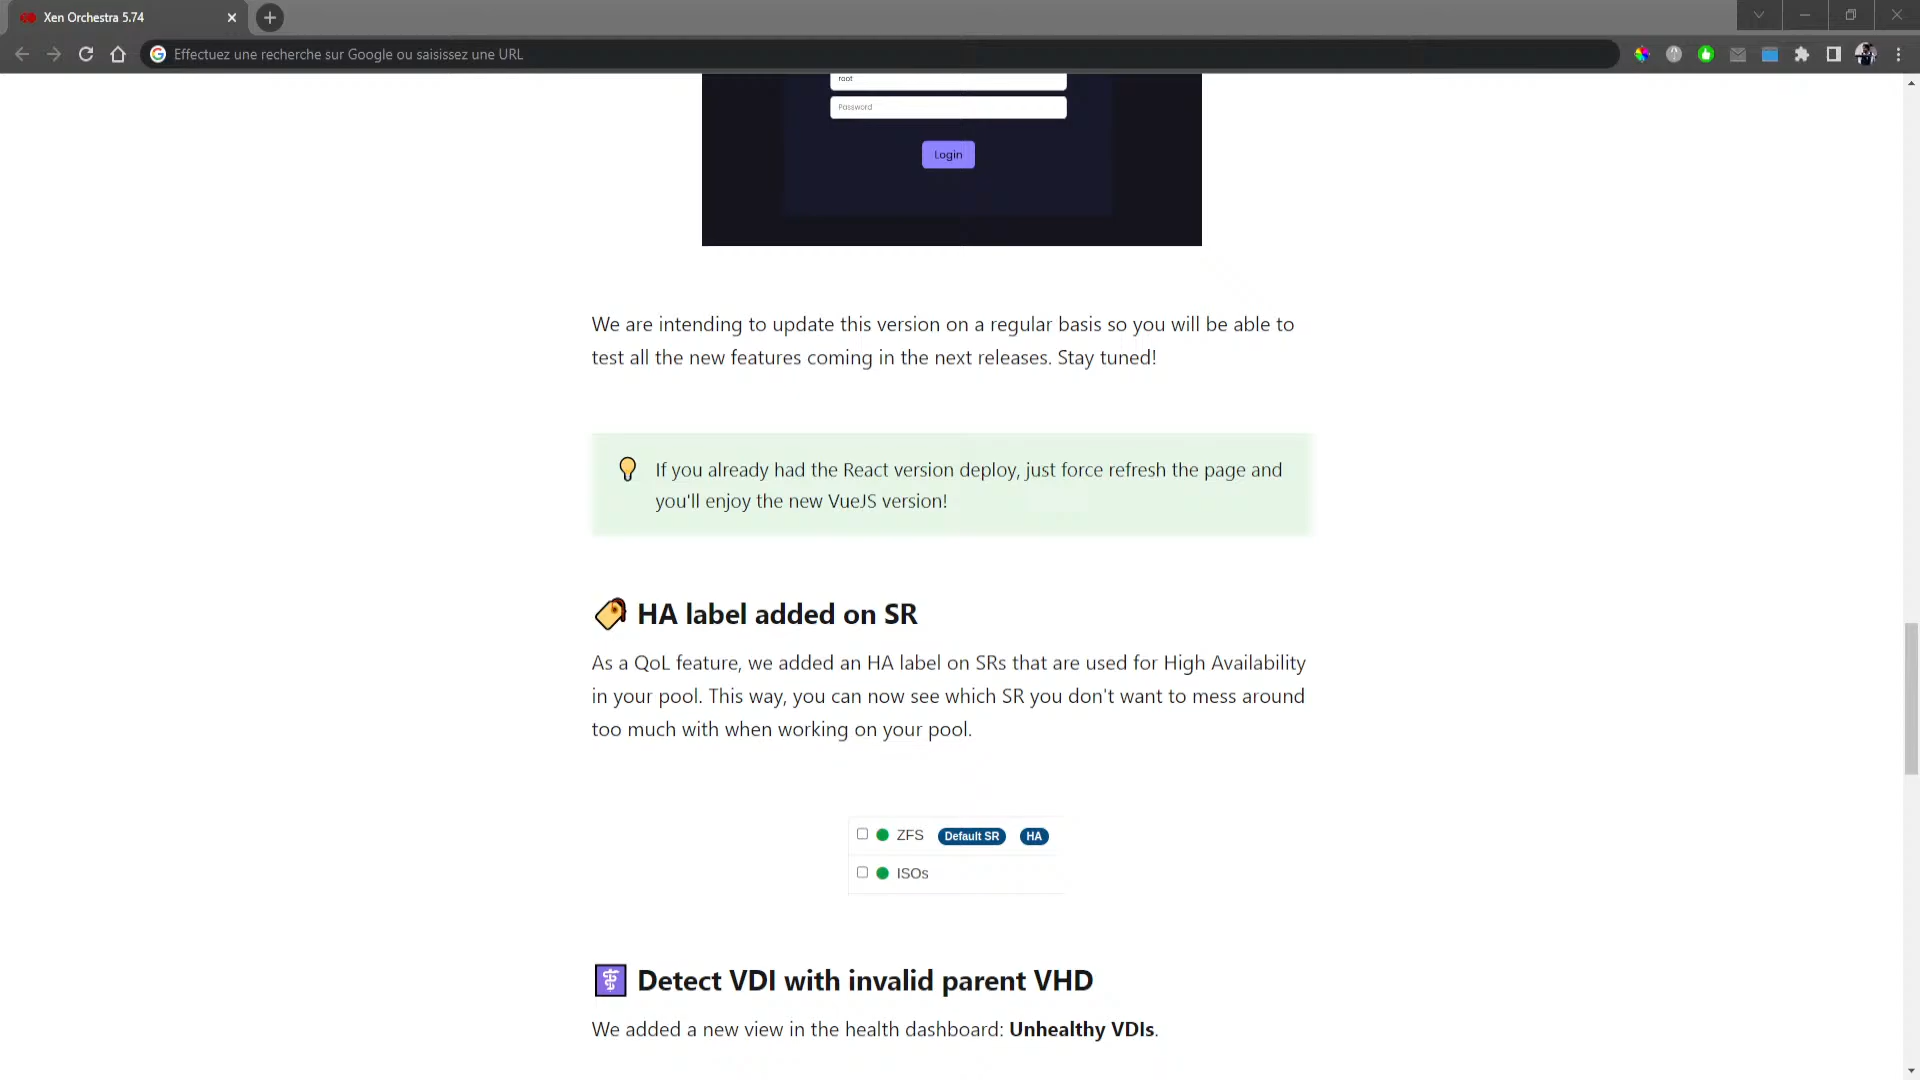 Xen Orchestra 5.74
Effectuez une recherche sur Google ou saisissez une URL
root
Password
Login
We are intending to update this version on a regular basis so you will be able to
test all the new features coming in the next releases. Stay tuned!
If you already had the React version deploy, just force refresh the page and
you'll enjoy the new VueJS version!
HA label added on SR
As a QoL feature, we added an HA label on SRs that are used for High Availability
in your pool. This way, you can now see which SR you don't want to mess around
too much with when working on your pool.
ZFS Default SR HA
ISOs
Detect VDI with invalid parent VHD
We added a new view in the health dashboard: Unhealthy VDIs.